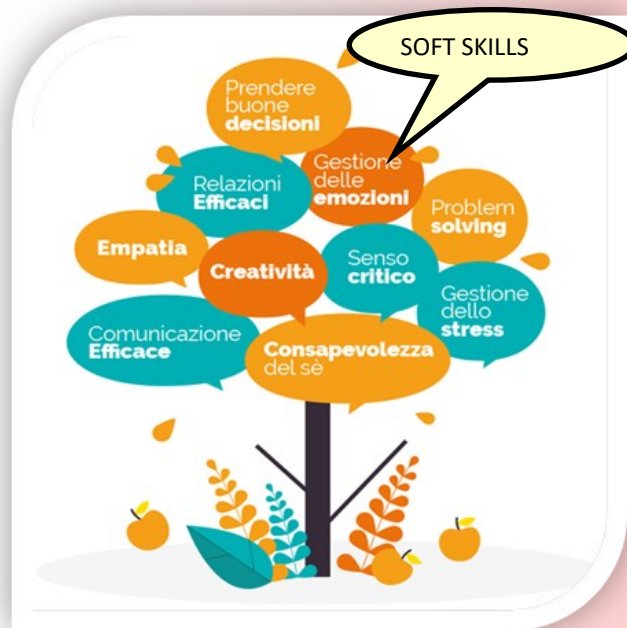 SOFT SKILLS
Prendere
buone
decisioni
Gestione
delle
emozioni
Relazioni
Efficaci
Problem
solving
Empatia
Creatività
Senso
critico
Gestione
dello
stress
Comunicazione
Efficace
Consapevolezza
del sè